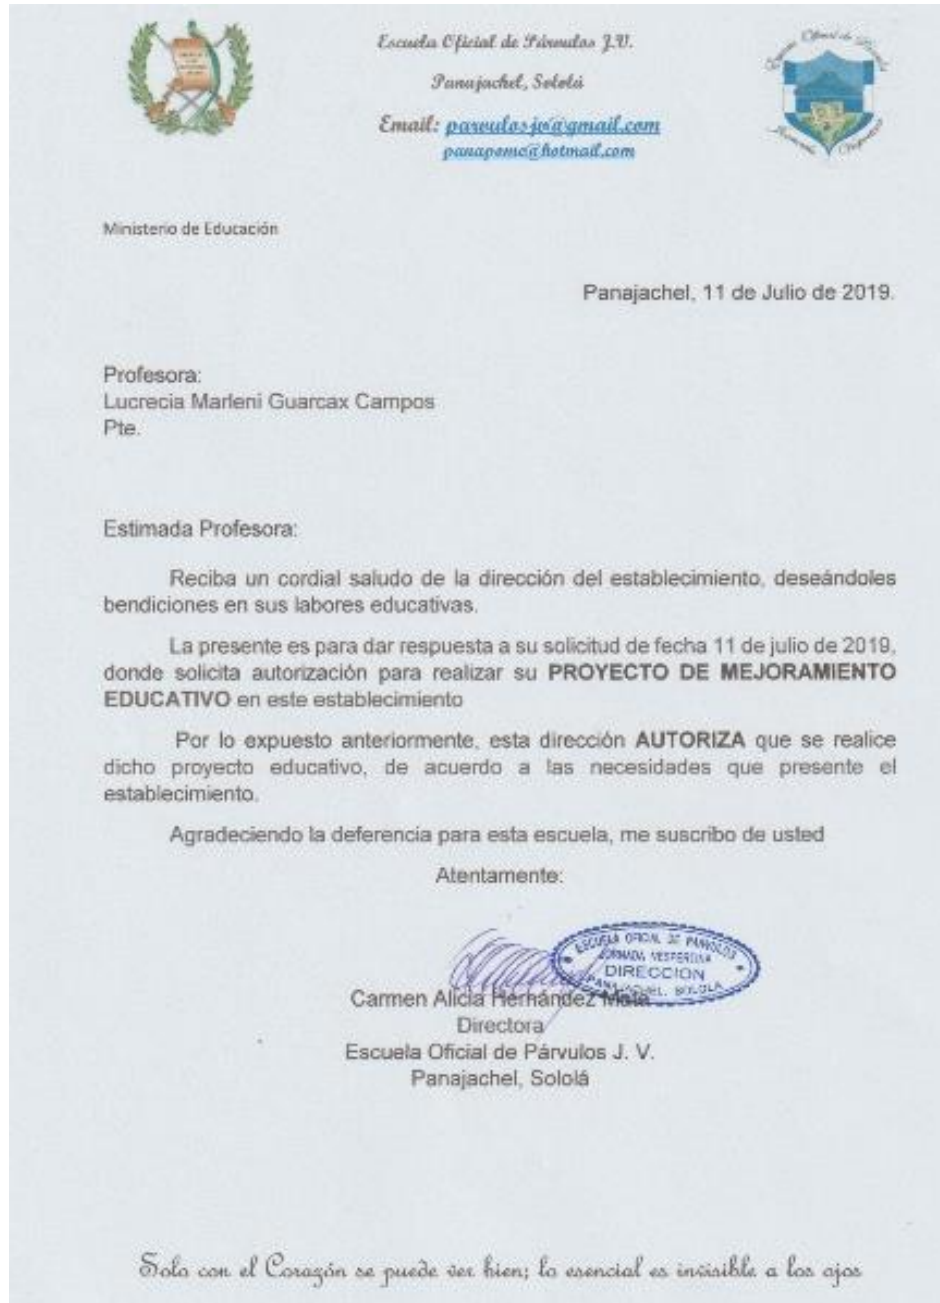 Escuela Oficial de Párvulos J.V.
Panajachel, Sololá
Email: parvulosjv@gmail.com
panapemc@hotmail.com
Ministerio de Educación
Panajachel, 11 de Julio de 2019.
Profesora:
Lucrecia Marleni Guarcax Campos
Pte.
Estimada Profesora:
Reciba un cordial saludo de la dirección del establecimiento, deseándoles
bendiciones en sus labores educativas.
La presente es para dar respuesta a su solicitud de fecha 11 de julio de 2019,
donde solicita autorización para realizar su PROYECTO DE MEJORAMIENTO
EDUCATIVO en este establecimiento
Por lo expuesto anteriormente, esta dirección AUTORIZA que se realice
dicho proyecto educativo, de acuerdo a las necesidades que presente el
establecimiento.
Agradeciendo la deferencia para esta escuela, me suscribo de usted
Atentamente:
ESCUELA OFICIAL DE PARVULOS
JORNADA VESPERTINA
DIRECCION
PANAJACHEL, SOLOLA
Carmen Alicia Hernández Mota
Directora
Escuela Oficial de Párvulos J. V.
Panajachel, Sololá
Solo con el Corazón se puede ver bien; lo esencial es invisible a los ojos